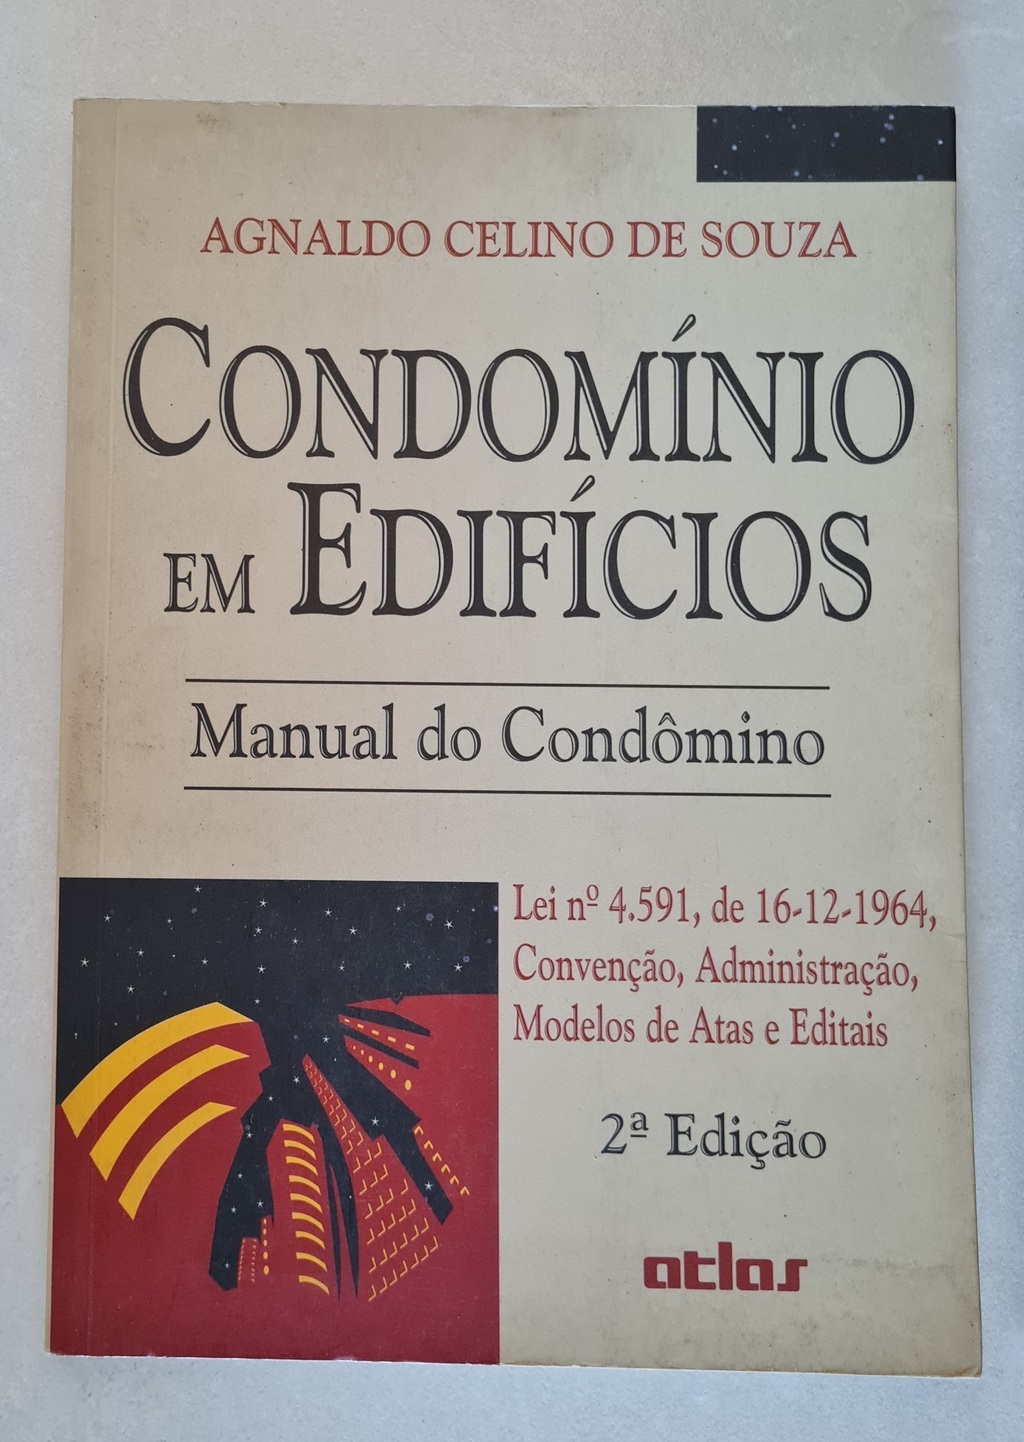 AGNALDO CELINO DE SOUZA
CONDOMÍNIO
EM EDIFÍCIOS
Manual do Condômino
Lei nº 4.591, de 16-12-1964,
Convenção, Administração,
Modelos de Atas e Editais
2ª Edição
atlas